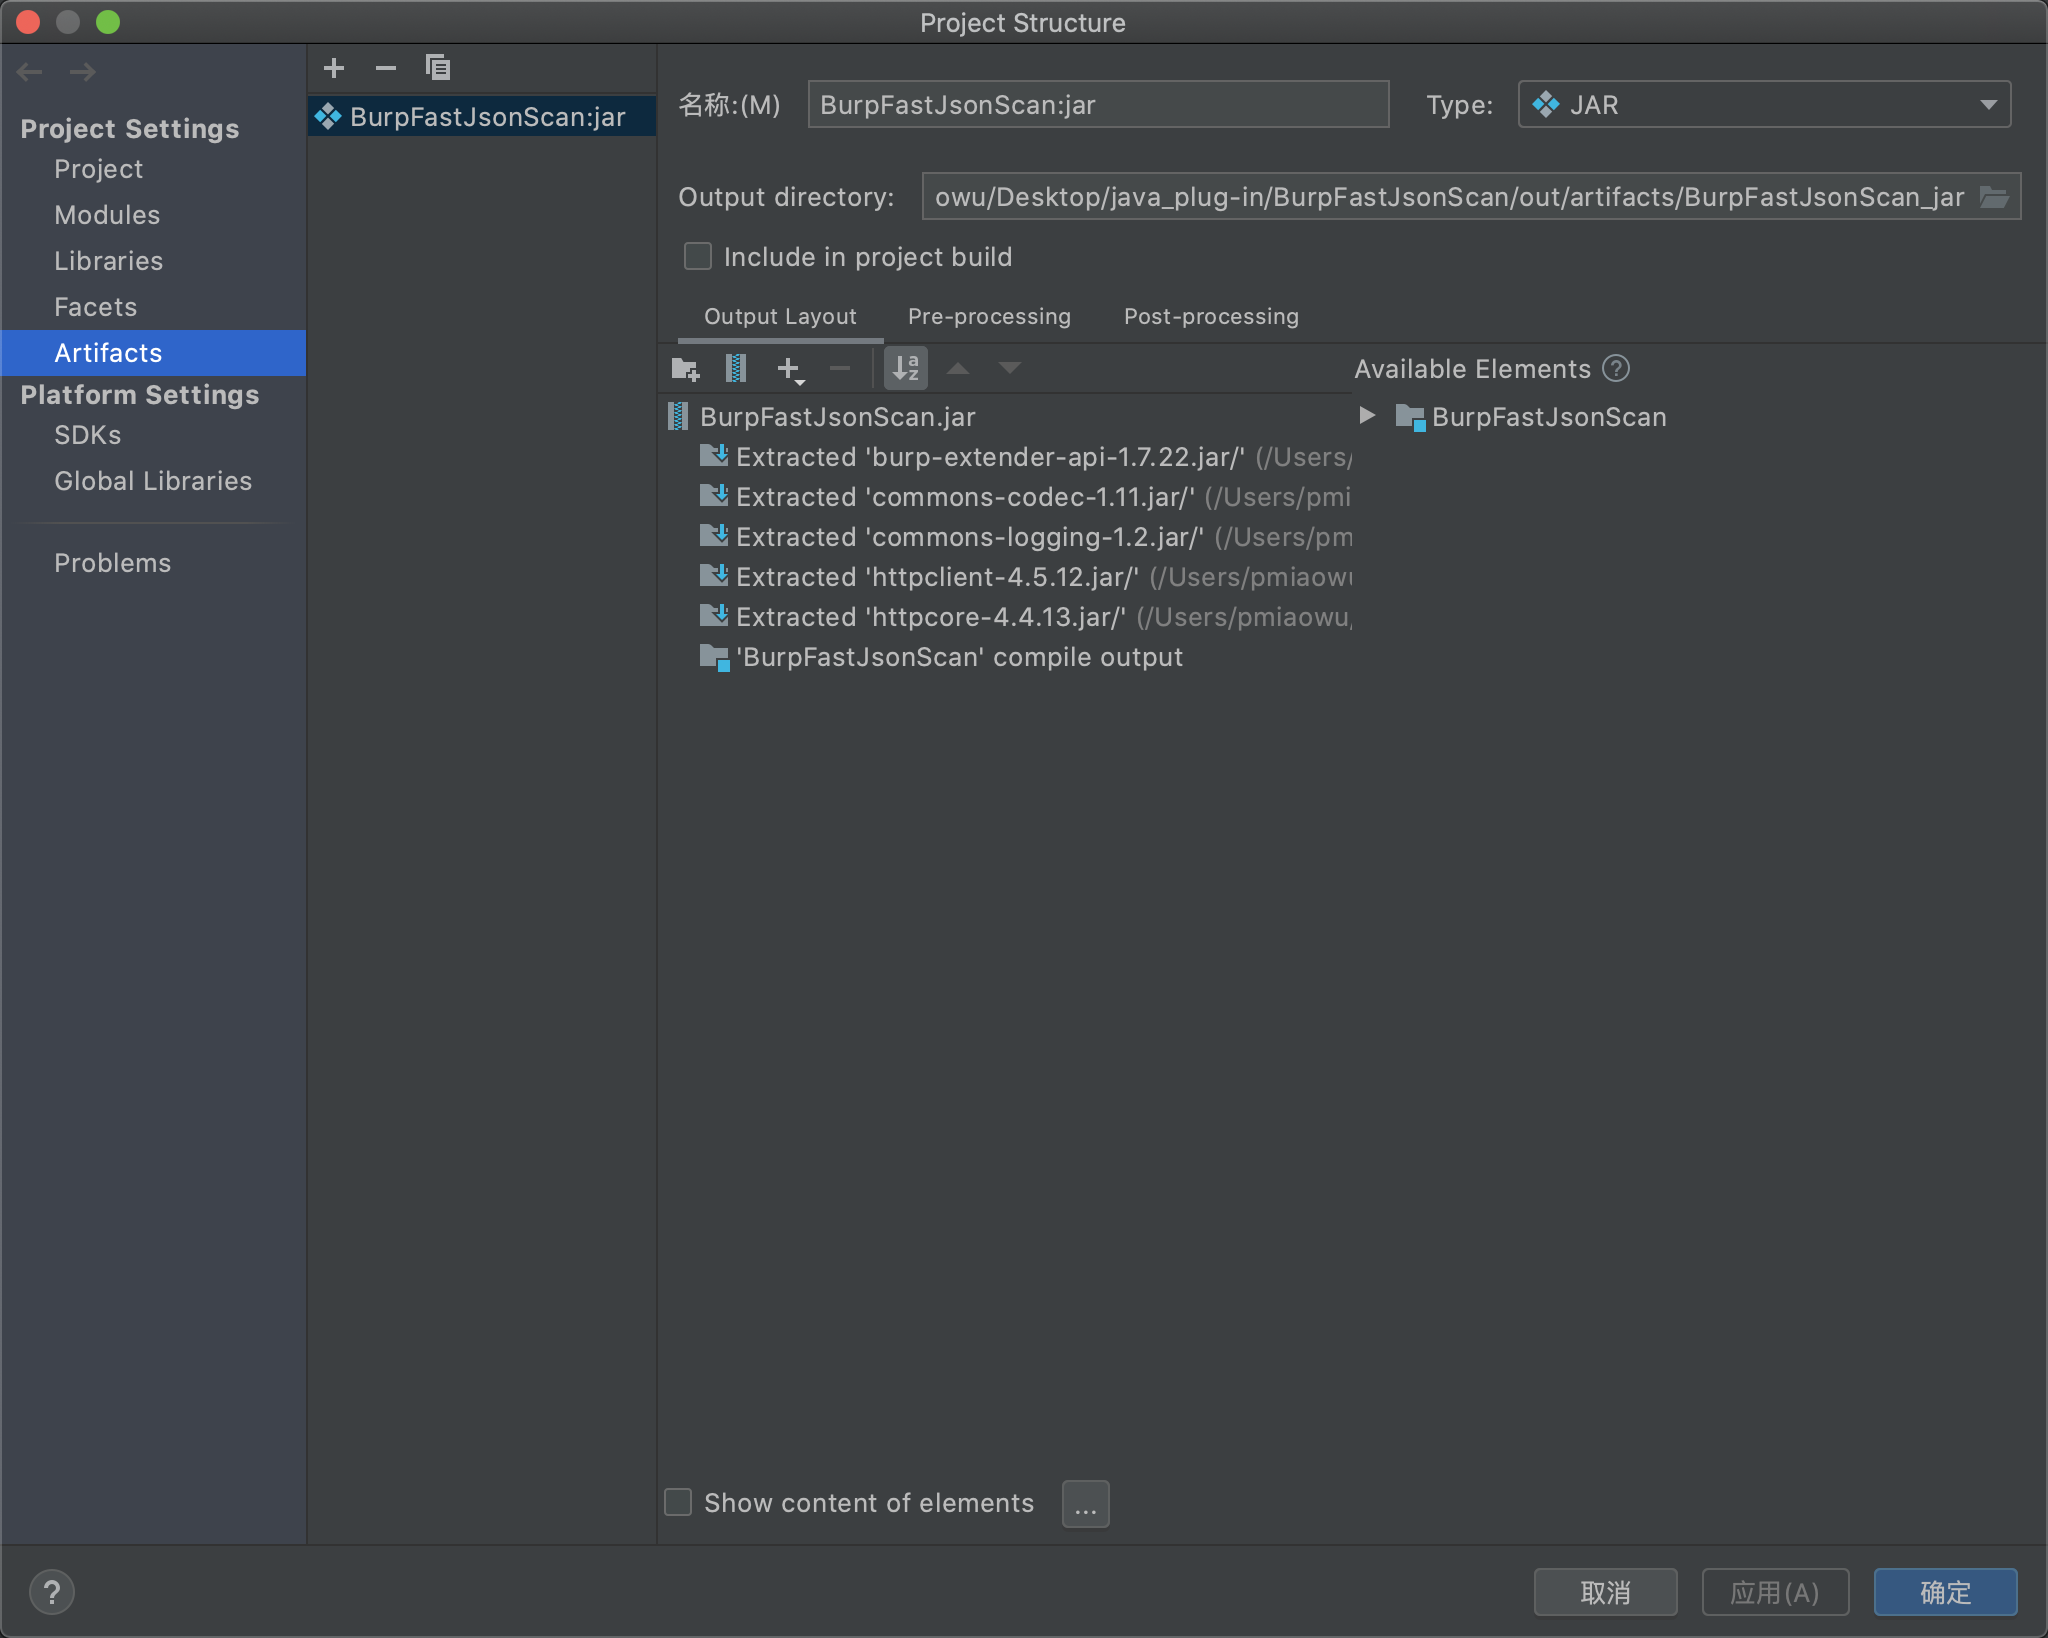 Project Structure
Project Settings
Project
Modules
Libraries
Facets
Artifacts
Platform Settings
SDKs
Global Libraries
Problems
BurpFastJsonScan:jar
名称:(M) BurpFastJsonScan:jar Type: JAR
Output directory: owu/Desktop/java_plug-in/BurpFastJsonScan/out/artifacts/BurpFastJsonScan_jar
Include in project build
Output Layout Pre-processing Post-processing
Available Elements ?
BurpFastJsonScan.jar
Extracted 'burp-extender-api-1.7.22.jar/' (/Users/
Extracted 'commons-codec-1.11.jar/' (/Users/pmi
Extracted 'commons-logging-1.2.jar/' (/Users/pm
Extracted 'httpclient-4.5.12.jar/' (/Users/pmiaowu
Extracted 'httpcore-4.4.13.jar/' (/Users/pmiaowu/
'BurpFastJsonScan' compile output
BurpFastJsonScan
Show content of elements ...
? 取消 应用(A) 确定